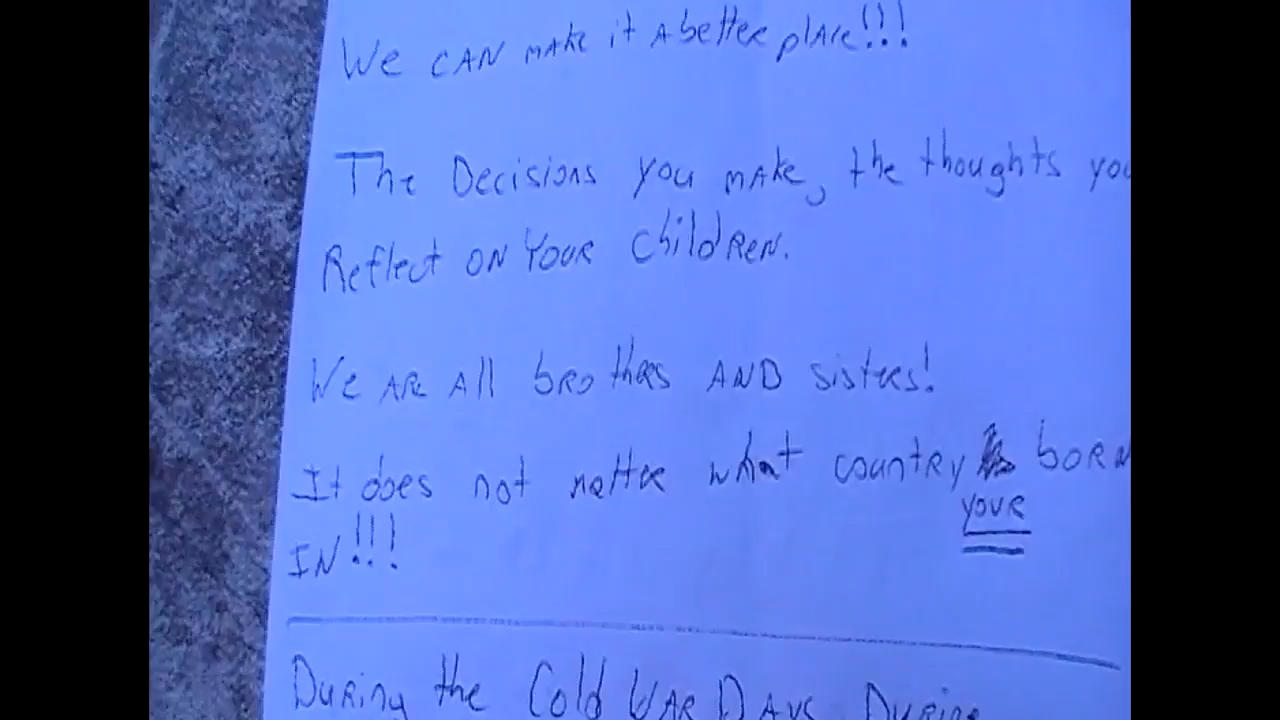 We CAN mAKe it A better plAce!!!
The Decisions you mAKe, the thoughts you
Reflect ON YOUR children.
We ARe All brothers AND sisters!
It does not matter what country born
YOUR
IN!!!
DuRiNg the Cold WAR DAYS. DuRiNg